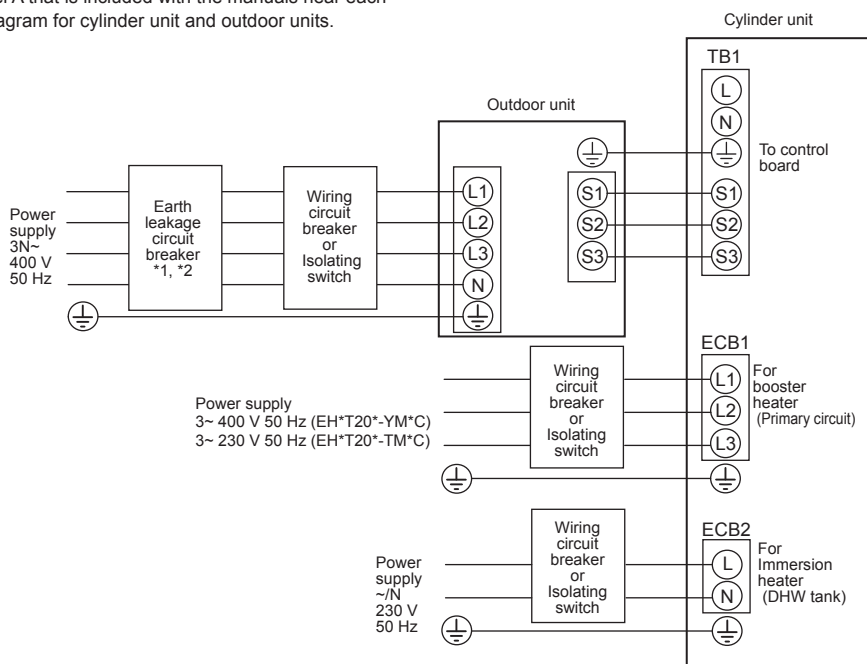 that is included with the manuals near each
agram for cylinder unit and outdoor units.
Cylinder unit
TB1
L
N
To control
board
S1
S2
S3
Outdoor unit
L1
L2
L3
N
S1
S2
S3
Power
supply
3N~
400 V
50 Hz
Earth
leakage
circuit
breaker
*1, *2
Wiring
circuit
breaker
or
Isolating
switch
ECB1
L1
L2
L3
For
booster
heater
(Primary circuit)
Wiring
circuit
breaker
or
Isolating
switch
Power supply
3~ 400 V 50 Hz (EH*T20*-YM*C)
3~ 230 V 50 Hz (EH*T20*-TM*C)
ECB2
L
N
For
Immersion
heater
(DHW tank)
Wiring
circuit
breaker
or
Isolating
switch
Power
supply
~/N
230 V
50 Hz